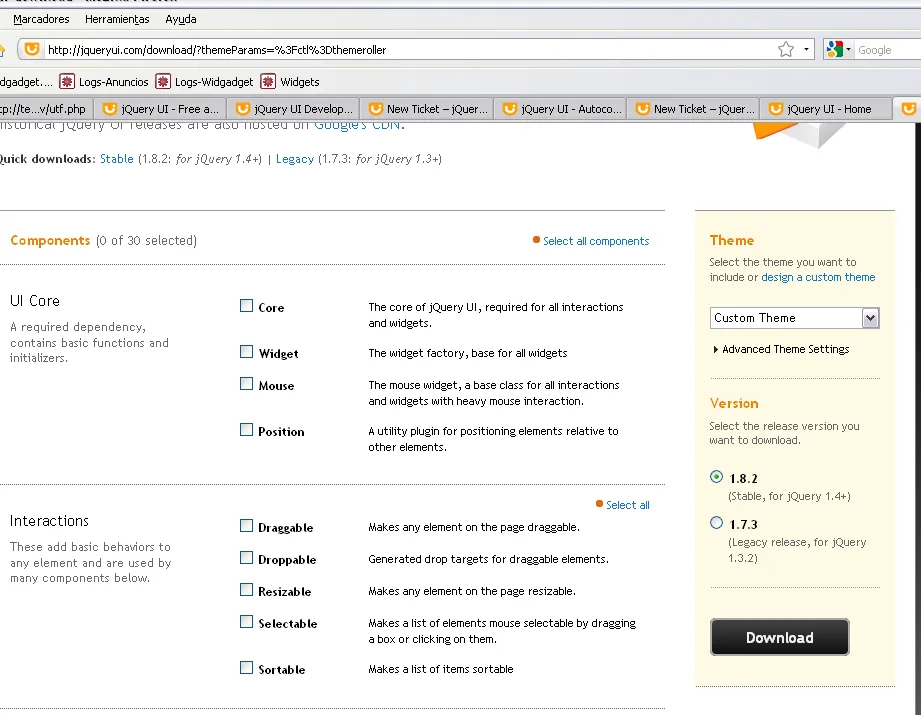 Marcadores Herramientas Ayuda
http://jqueryui.com/download/?themeParams=%3Fctl%3Dthemeroller
Google
dgadget.... Logs-Anuncios Logs-Widgadget Widgets
tp://te...v/utf.php jQuery UI - Free a... jQuery UI Develop... New Ticket – jQuer... jQuery UI - Autoco... New Ticket – jQuer... jQuery UI - Home
historical jQuery UI releases are also hosted on Google's CDN.
Quick downloads: Stable (1.8.2: for jQuery 1.4+) | Legacy (1.7.3: for jQuery 1.3+)
Components (0 of 30 selected)
Select all components
UI Core
A required dependency,
contains basic functions and
initializers.
Core
The core of jQuery UI, required for all interactions
and widgets.
Widget
The widget factory, base for all widgets
Mouse
The mouse widget, a base class for all interactions
and widgets with heavy mouse interaction.
Position
A utility plugin for positioning elements relative to
other elements.
Select all
Interactions
These add basic behaviors to
any element and are used by
many components below.
Draggable
Makes any element on the page draggable.
Droppable
Generated drop targets for draggable elements.
Resizable
Makes any element on the page resizable.
Selectable
Makes a list of elements mouse selectable by dragging
a box or clicking on them.
Sortable
Makes a list of items sortable
Theme
Select the theme you want to
include or design a custom theme
Custom Theme
Advanced Theme Settings
Version
Select the release version you
want to download.
1.8.2
(Stable, for jQuery 1.4+)
1.7.3
(Legacy release, for jQuery
1.3.2)
Download